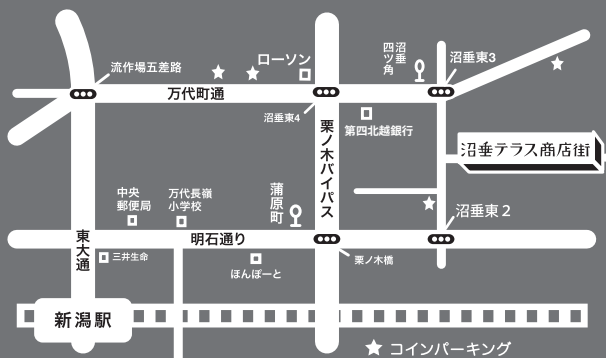 流作場五差路
ローソン
沼垂
四ツ角
沼垂東3
万代町通
沼垂東4
第四北越銀行
栗ノ木バイパス
沼垂テラス商店街
中央
郵便局
万代長嶺
小学校
蒲原町
沼垂東2
東大通
明石通り
三井生命
ほんぽーと
栗ノ木橋
新潟駅
コインパーキング